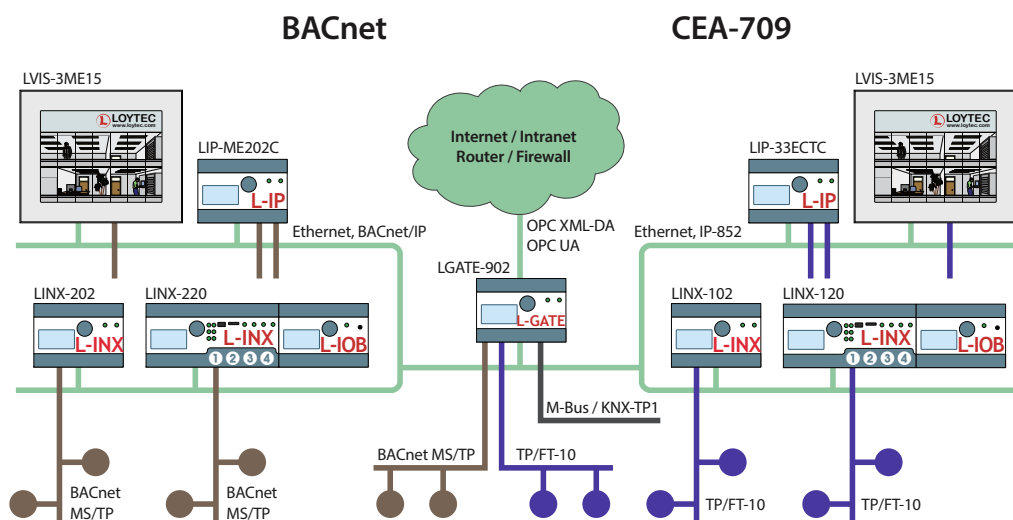 BACnet
CEA-709
LVIS-3ME15
LOYTEC
www.loytec.com
LIP-ME202C
L-IP
Internet / Intranet
Router / Firewall
LIP-33ECTC
L-IP
LVIS-3ME15
LOYTEC
www.loytec.com
Ethernet, BACnet/IP
OPC XML-DA
OPC UA
Ethernet, IP-852
LGATE-902
L-GATE
LINX-202
L-INX
LINX-220
L-INX
1 2 3 4
L-IOB
LINX-102
L-INX
LINX-120
L-INX
1 2 3 4
L-IOB
M-Bus / KNX-TP1
BACnet MS/TP
TP/FT-10
BACnet
MS/TP
BACnet
MS/TP
TP/FT-10
TP/FT-10